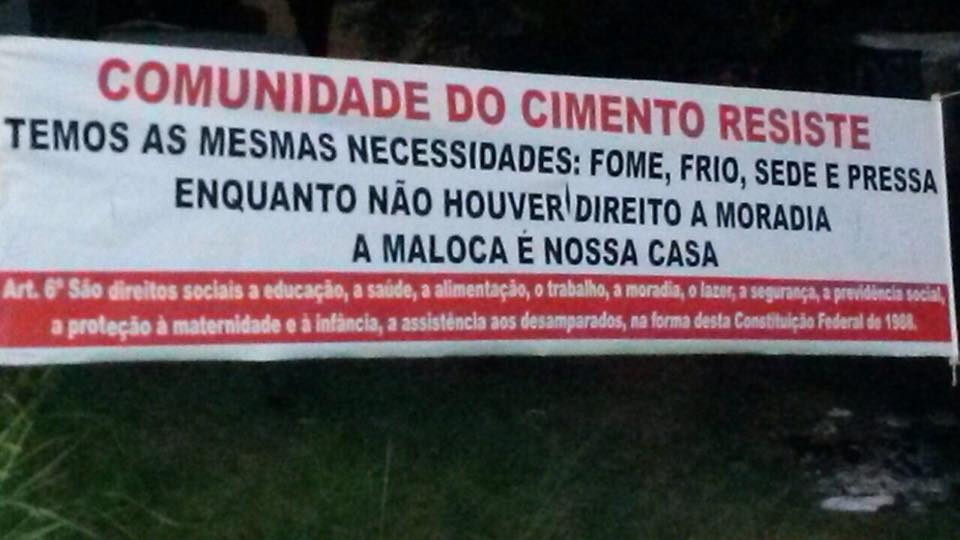 COMUNIDADE DO CIMENTO RESISTE
TEMOS AS MESMAS NECESSIDADES: FOME, FRIO, SEDE E PRESSA
ENQUANTO NÃO HOUVER DIREITO A MORADIA
A MALOCA É NOSSA CASA
Art. 6º São direitos sociais a educação, a saúde, a alimentação, o trabalho, a moradia, o lazer, a segurança, a previdência social,
a proteção à maternidade e à infância, a assistência aos desamparados, na forma desta Constituição Federal de 1988.